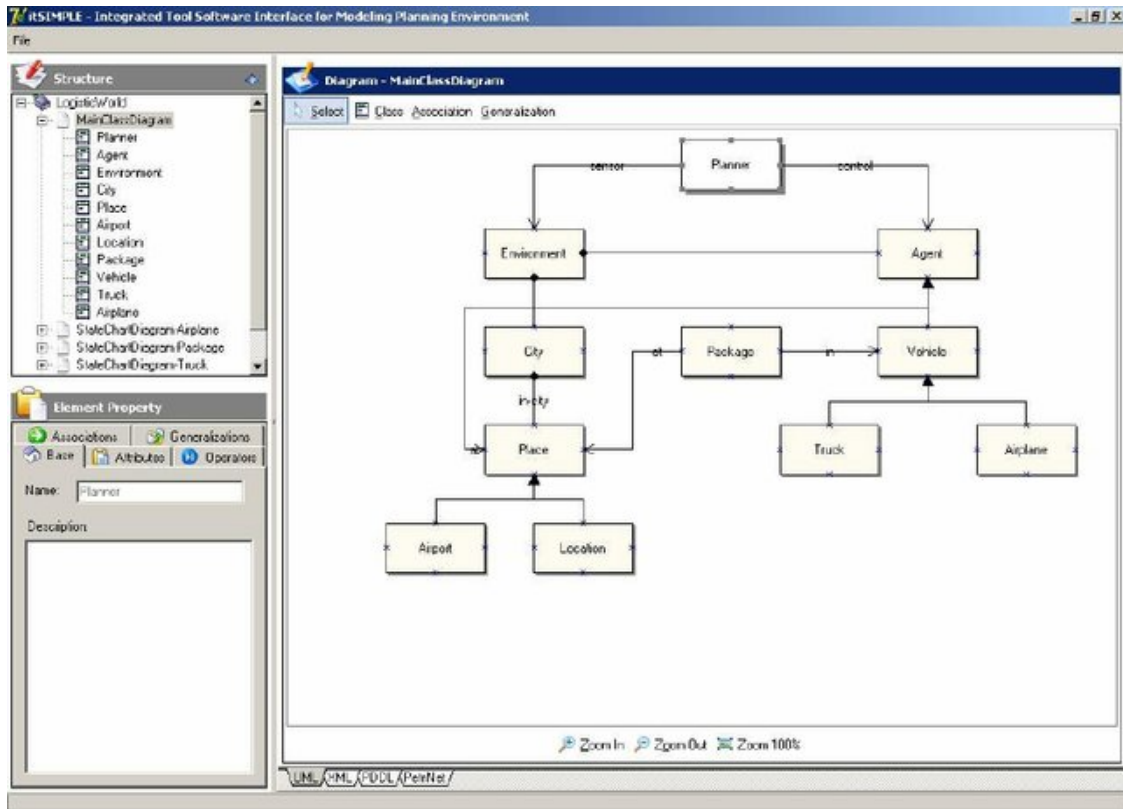 itSIMPLE - Integrated Tool Software Interface for Modeling Planning Environment
File
Structure
LogisticWorld
MainClassDiagram
Planner
Agent
Environment
City
Place
Airport
Location
Package
Vehicle
Truck
Airplane
StateChartDiagram-Airplane
StateChartDiagram-Package
StateChartDiagram-Truck
Element Property
Associations Generalizations
Base Attributes Operators
Name: Planner
Description
Diagram - MainClassDiagram
Select Class Association Generalization
sensor Planner control
Environment Agent
City at Package in Vehicle
in-city
Place Truck Airplane
Airport Location
Zoom In Zoom Out Zoom 100%
UML XML PDDL PetriNet